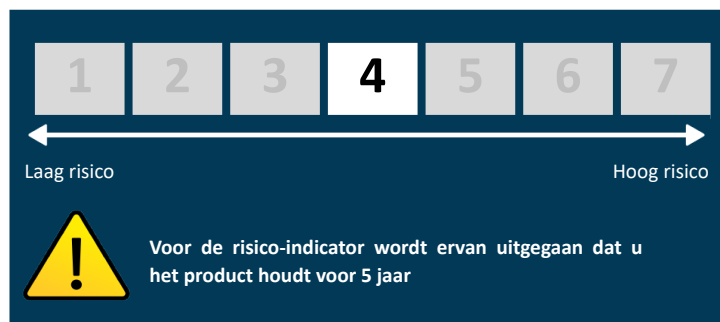 1 2 3 4 5 6 7
Laag risico Hoog risico
!
Voor de risico-indicator wordt ervan uitgegaan dat u
het product houdt voor 5 jaar